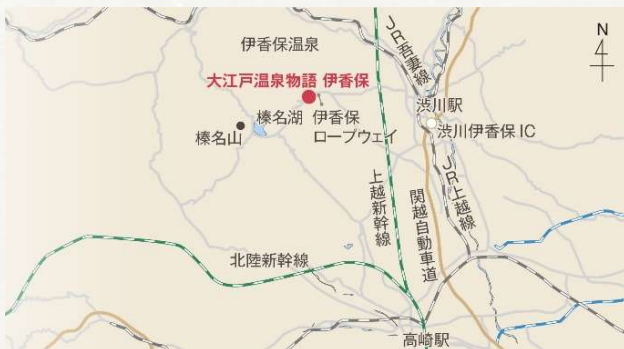 伊香保温泉
大江戸温泉物語 伊香保
榛名湖
伊香保
ロープウェイ
榛名山
JR吾妻線
渋川駅
渋川伊香保IC
JR上越線
上越新幹線
関越自動車道
北陸新幹線
高崎駅
N
4